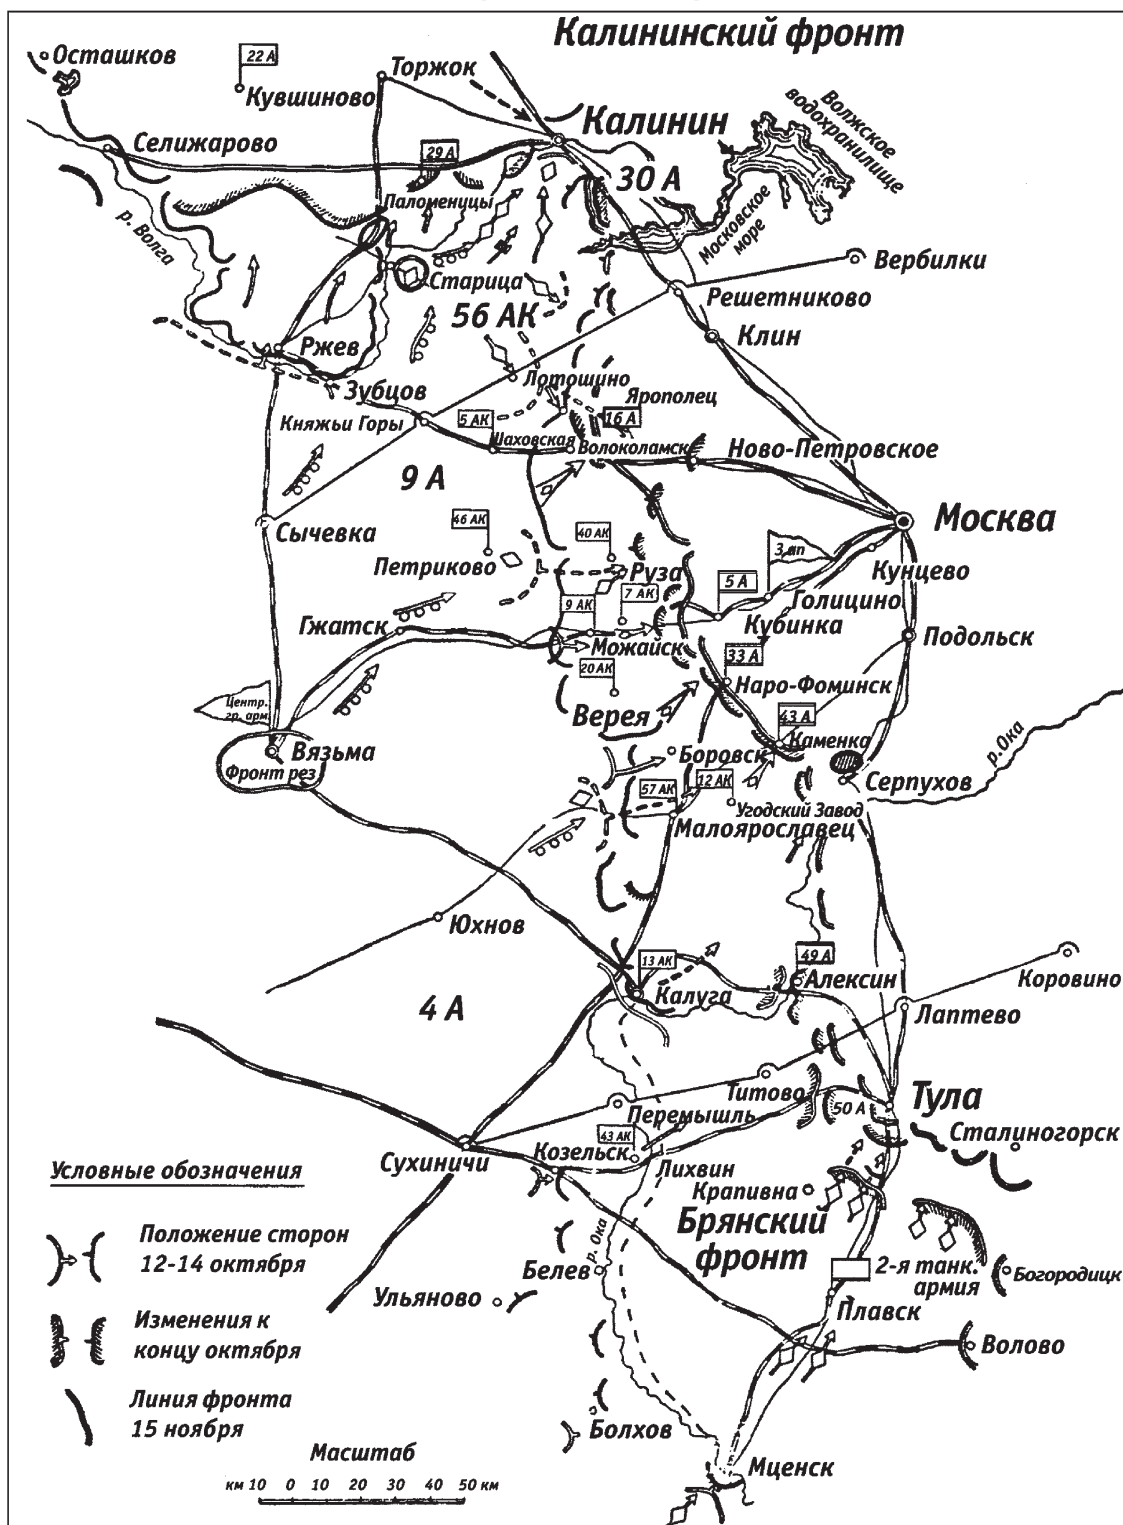 Калининский фронт
Осташков
22 А
Кувшиново
Торжок
Калинин
Волжское
водохранилище
Селижарово
29 А
30 А
Паломеницы
Московское
море
р. Волга
Старица
Вербилки
Решетниково
56 АК
Клин
Ржев
Зубцов
Лотошино
Ярополец
Княжьи Горы
5 АК
16 А
Шаховская
Волоколамск
Ново-Петровское
9 А
Москва
Сычевка
46 АК
40 АК
Петриково
Руза
Кунцево
5 А
Голицино
7 АК
9 АК
Кубинка
Гжатск
Можайск
Подольск
33 А
20 АК
Наро-Фоминск
Центр.
гр. арм.
Верея
43 А
Каменка
р. Ока
Вязьма
Фронт рез
Боровск
Серпухов
57 АК
12 АК
Угодский Завод
Малоярославец
Юхнов
13 АК
49 А
Калуга
Алексин
Коровино
4 А
Лаптево
Титово
Тула
50 А
Перемышль
43 АК
Сталиногорск
Сухиничи
Козельск
Лихвин
Крапивна
Брянский
фронт
р. Ока
Белев
2-я танк.
армия
Богородицк
Ульяново
Плавск
Волово
Болхов
Мценск
Условные обозначения
Положение сторон
12-14 октября
Изменения к
концу октября
Линия фронта
15 ноября
Масштаб
км 10 0 10 20 30 40 50 км